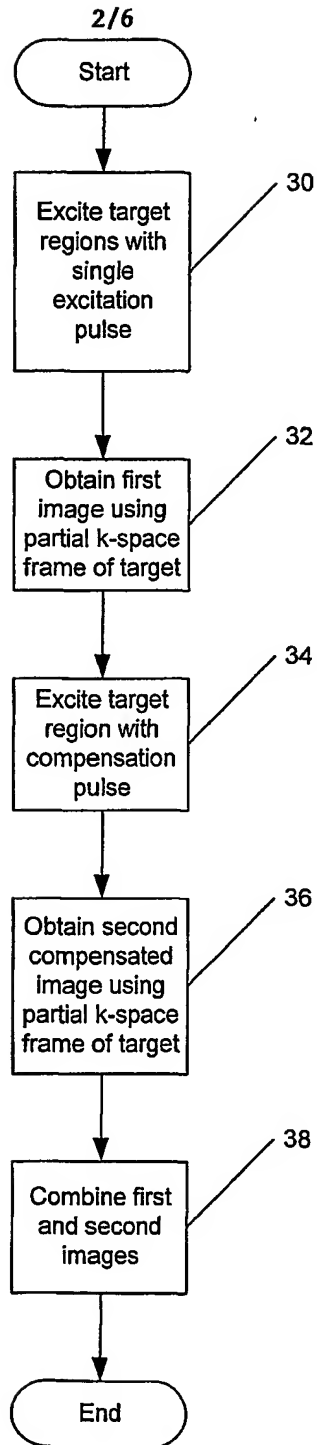 2/6
Start
Excite target
regions with
single
excitation
pulse
30
Obtain first
image using
partial k-space
frame of target
32
Excite target
region with
compensation
pulse
34
Obtain second
compensated
image using
partial k-space
frame of target
36
Combine first
and second
images
38
End